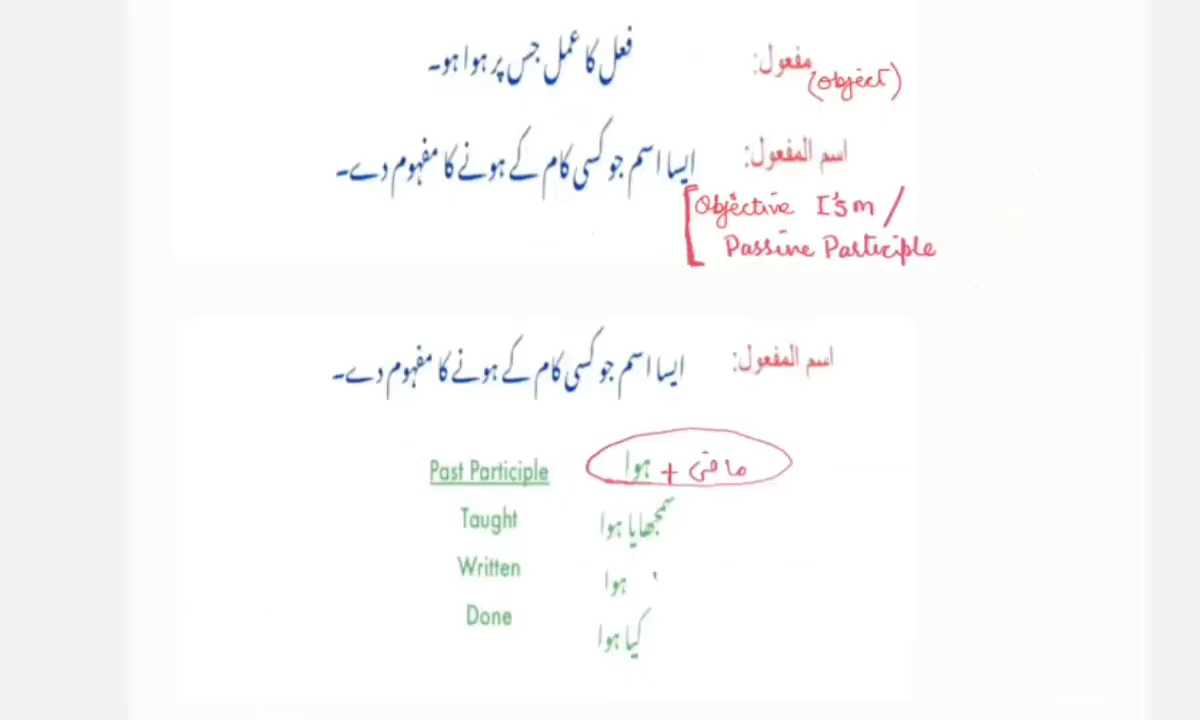 مفعول: فعل کا عمل جس پر ہوا ہو۔
(object)
اسم المفعول: ایسا اسم جو کسی کام کے ہونے کا مفہوم دے۔
Objective I'sm /
Passive Participle
اسم المفعول: ایسا اسم جو کسی کام کے ہونے کا مفہوم دے۔
ماضی + ہوا Past Participle
سمجھایا ہوا Taught
ہوا Written
کیا ہوا Done